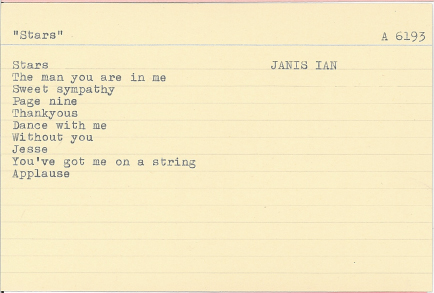 "Stars" A 6193
Stars JANIS IAN
The man you are in me
Sweet sympathy
Page nine
Thankyous
Dance with me
Without you
Jesse
You've got me on a string
Applause